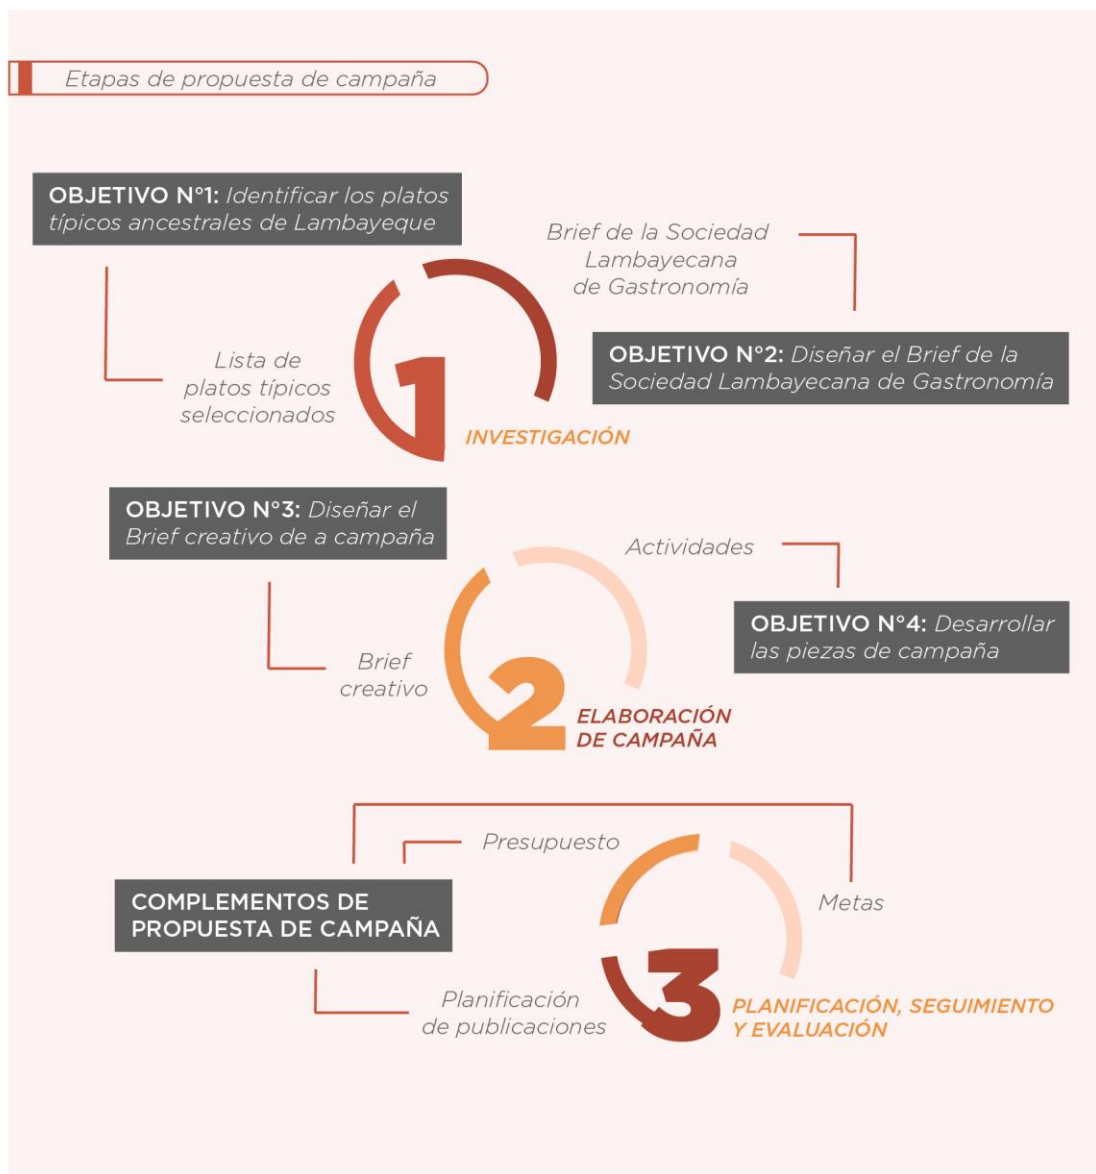 Etapas de propuesta de campaña
OBJETIVO N°1: Identificar los platos
típicos ancestrales de Lambayeque
Brief de la Sociedad
Lambayecana
de Gastronomía
OBJETIVO N°2: Diseñar el Brief de la
Sociedad Lambayecana de Gastronomía
Lista de
platos típicos
seleccionados
1
INVESTIGACIÓN
OBJETIVO N°3: Diseñar el
Brief creativo de a campaña
Actividades
OBJETIVO N°4: Desarrollar
las piezas de campaña
Brief
creativo
2
ELABORACIÓN
DE CAMPAÑA
Presupuesto
COMPLEMENTOS DE
PROPUESTA DE CAMPAÑA
Metas
Planificación
de publicaciones
3
PLANIFICACIÓN, SEGUIMIENTO
Y EVALUACIÓN